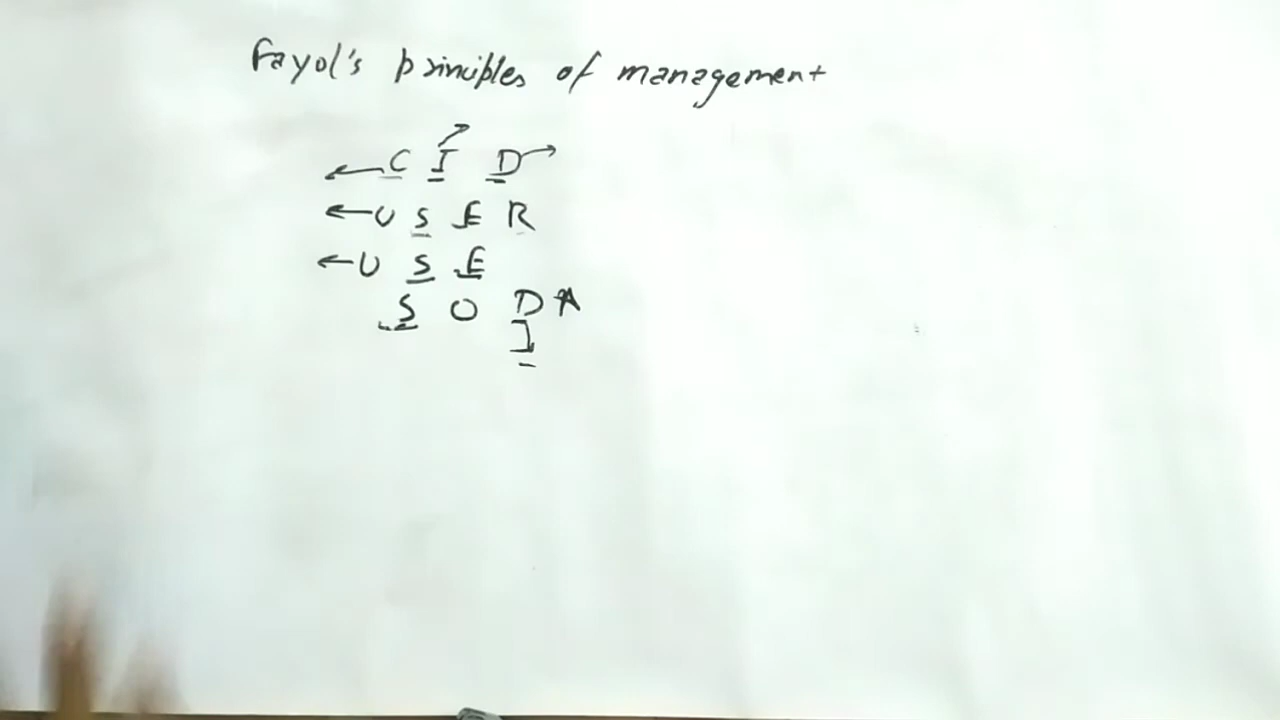 Fayol's principles of management
C I D
U S E R
U S E
S O D A
I